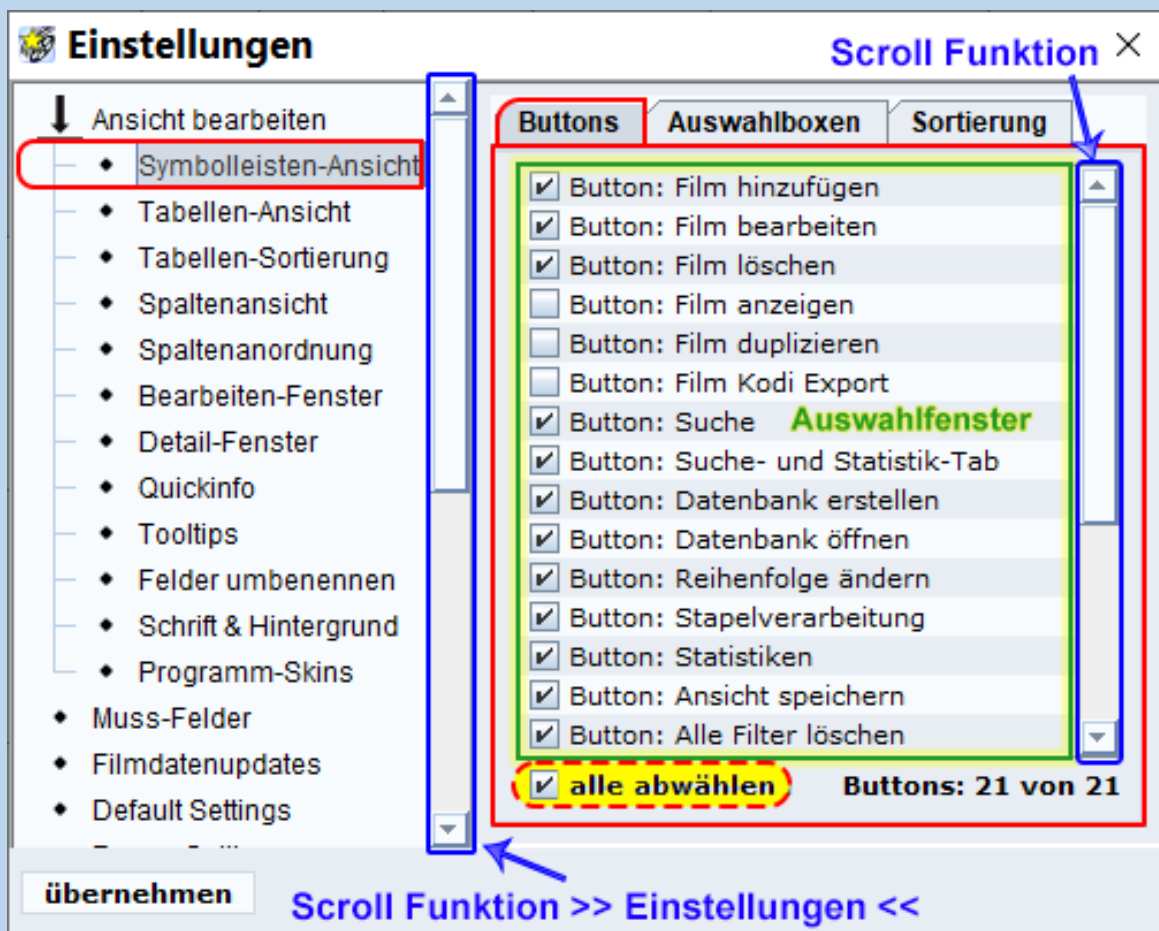 Einstellungen
Scroll Funktion
Ansicht bearbeiten
Symbolleisten-Ansicht
Tabellen-Ansicht
Tabellen-Sortierung
Spaltenansicht
Spaltenanordnung
Bearbeiten-Fenster
Detail-Fenster
Quickinfo
Tooltips
Felder umbenennen
Schrift & Hintergrund
Programm-Skins
Muss-Felder
Filmdatenupdates
Default Settings
Buttons Auswahlboxen Sortierung
Button: Film hinzufügen
Button: Film bearbeiten
Button: Film löschen
Button: Film anzeigen
Button: Film duplizieren
Button: Film Kodi Export
Button: Suche Auswahlfenster
Button: Suche- und Statistik-Tab
Button: Datenbank erstellen
Button: Datenbank öffnen
Button: Reihenfolge ändern
Button: Stapelverarbeitung
Button: Statistiken
Button: Ansicht speichern
Button: Alle Filter löschen
alle abwählen Buttons: 21 von 21
übernehmen
Scroll Funktion >> Einstellungen <<